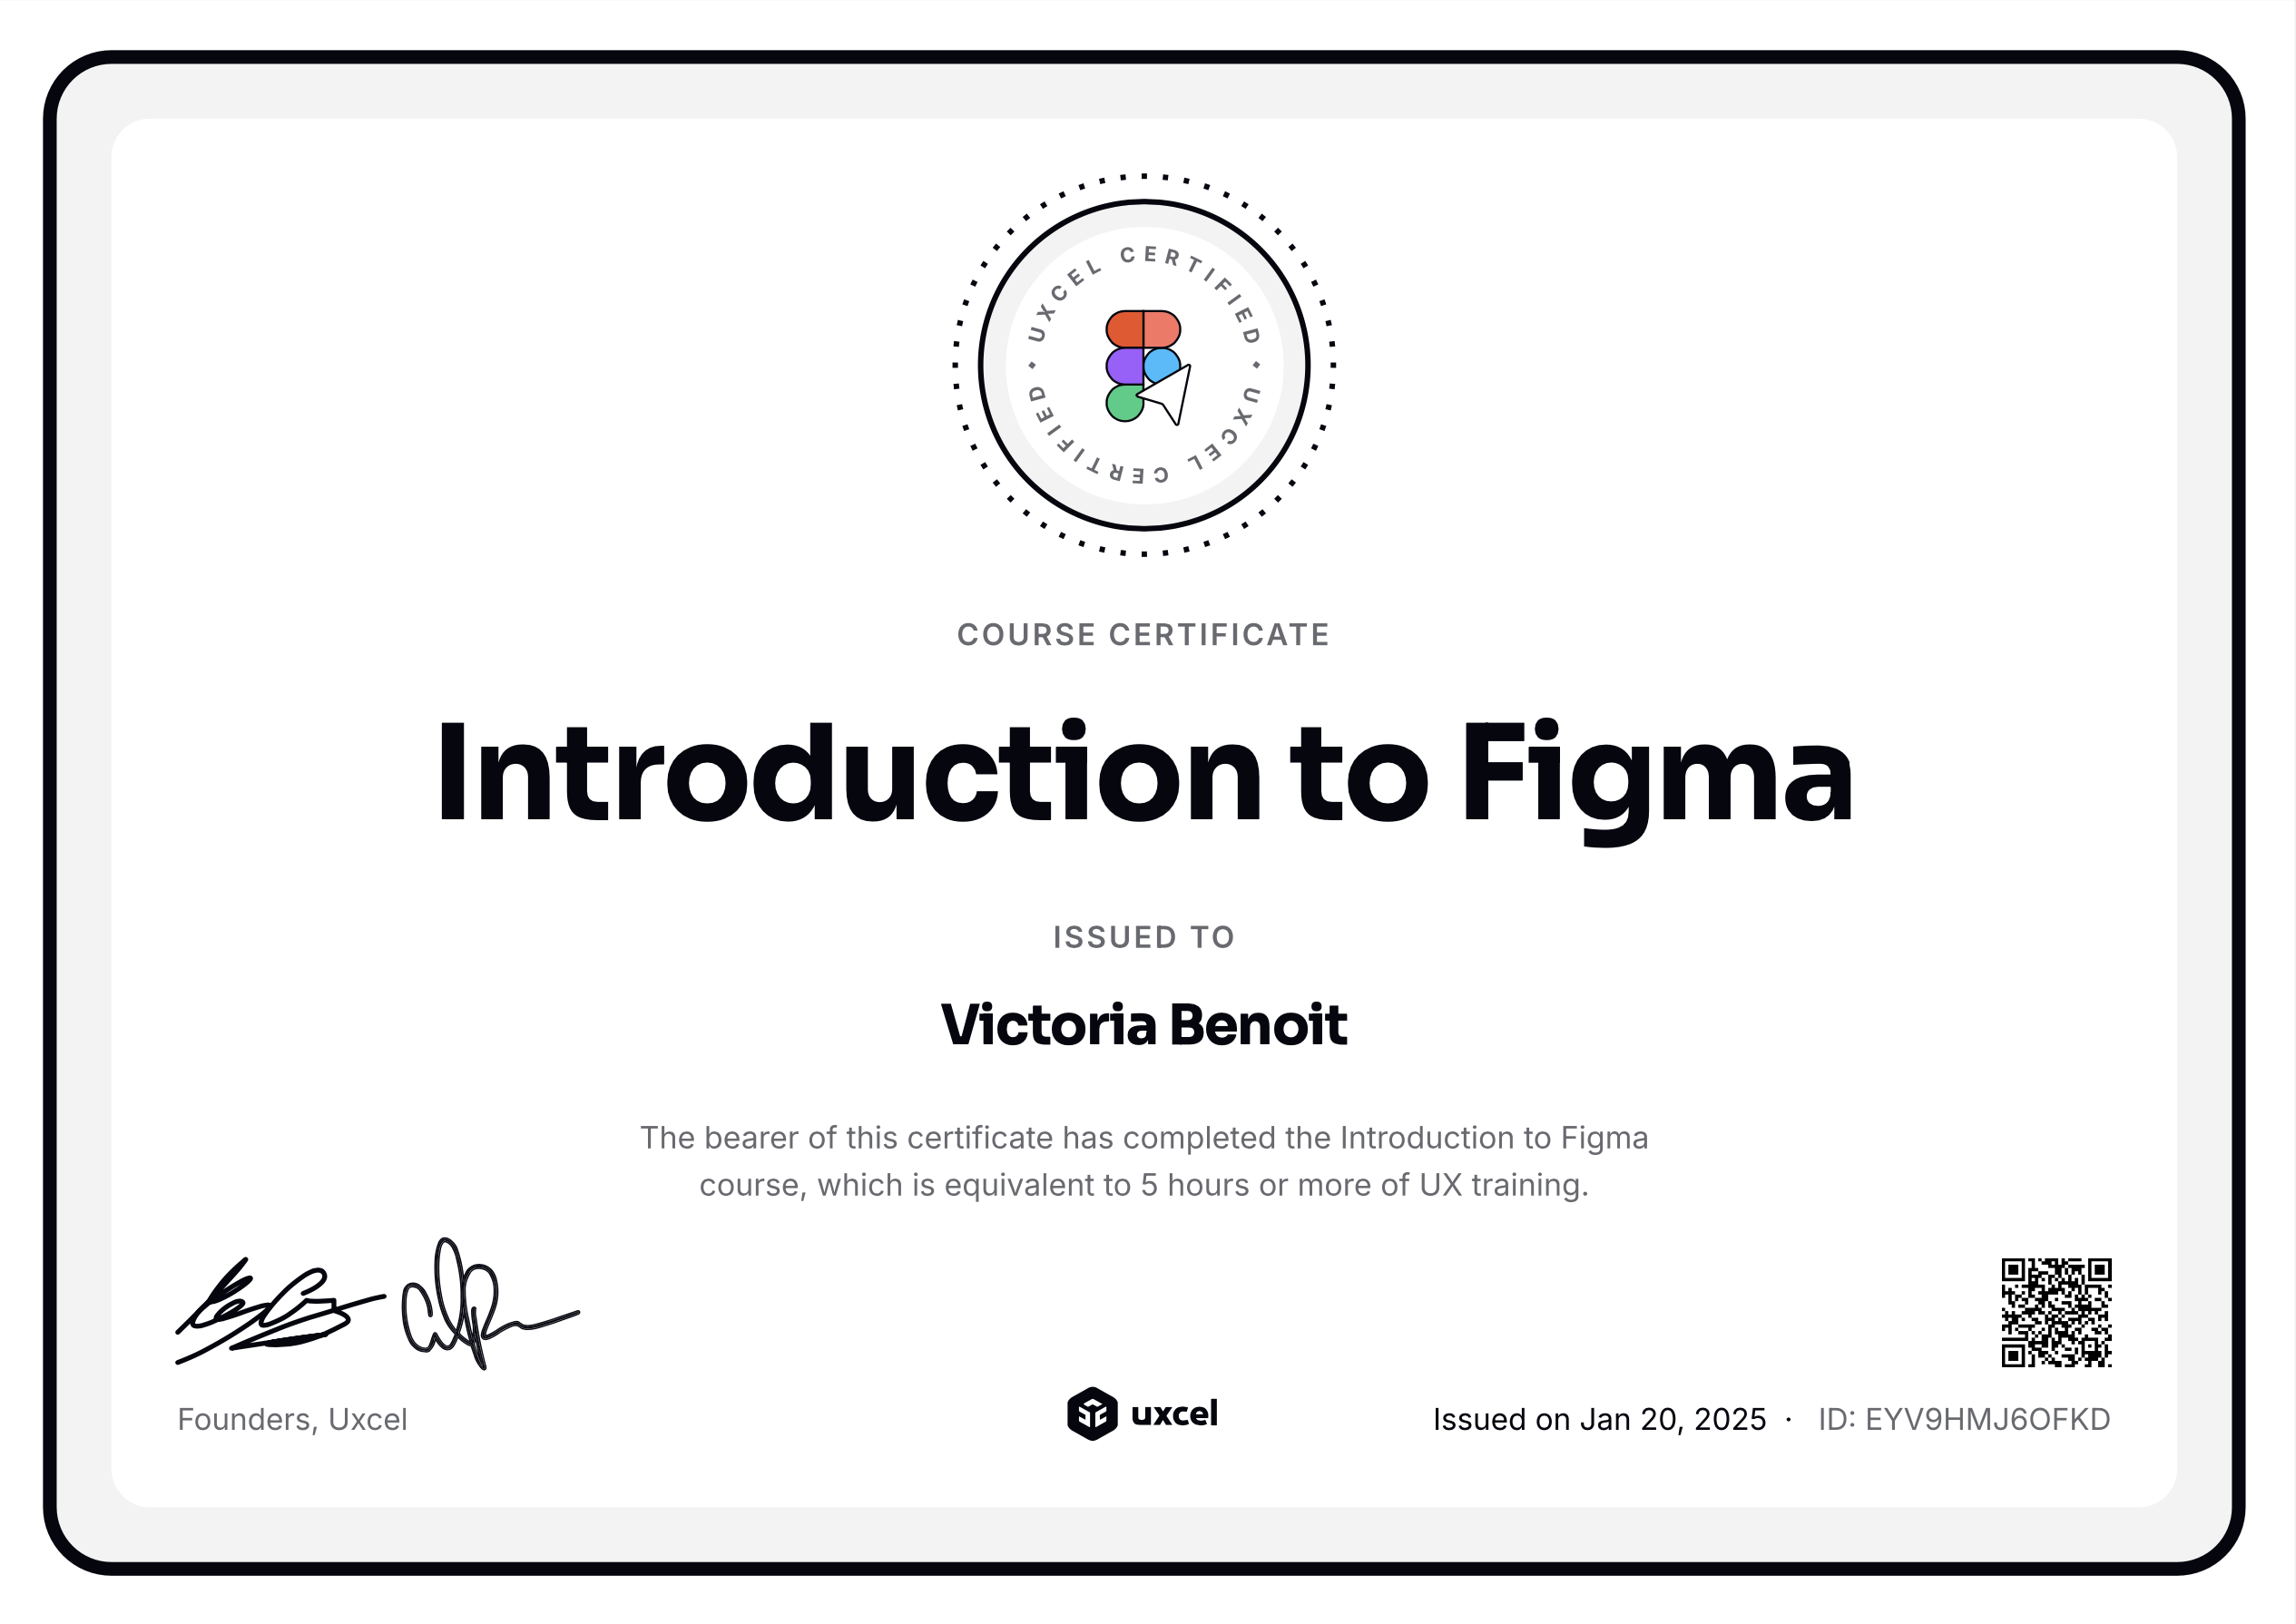 UXCEL CERTIFIED • UXCEL CERTIFIED •
COURSE CERTIFICATE
Introduction to Figma
ISSUED TO
Victoria Benoit
The bearer of this certificate has completed the Introduction to Figma
course, which is equivalent to 5 hours or more of UX training.
Founders, Uxcel
uxcel
Issued on Jan 20, 2025 · ID: EYV9HMJ6OFKD